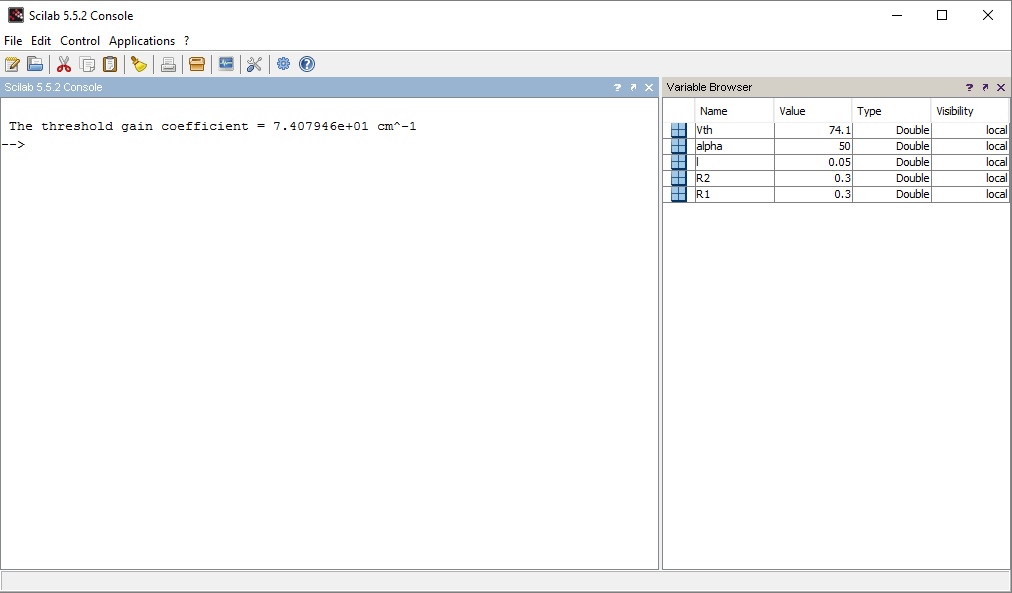 Scilab 5.5.2 Console
File Edit Control Applications ?
Scilab 5.5.2 Console
The threshold gain coefficient = 7.407946e+01 cm^-1
-->
Variable Browser
Name Value Type Visibility
Vth 74.1 Double local
alpha 50 Double local
l 0.05 Double local
R2 0.3 Double local
R1 0.3 Double local